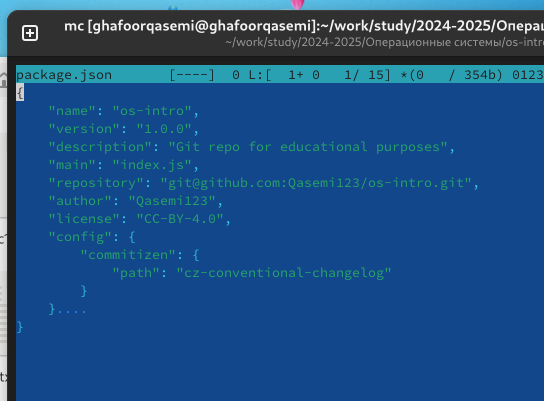 mc [ghafoorqasemi@ghafoorqasemi]:~/work/study/2024-2025/Операци
~/work/study/2024-2025/Операционные системы/os-intro
package.json       [----]  0 L:[  1+ 0   1/ 15] *(0   / 354b) 0123
{
    "name": "os-intro",
    "version": "1.0.0",
    "description": "Git repo for educational purposes",
    "main": "index.js",
    "repository": "git@github.com:Qasemi123/os-intro.git",
    "author": "Qasemi123",
    "license": "CC-BY-4.0",
    "config": {
        "commitizen": {
            "path": "cz-conventional-changelog"
        }
    }....
}